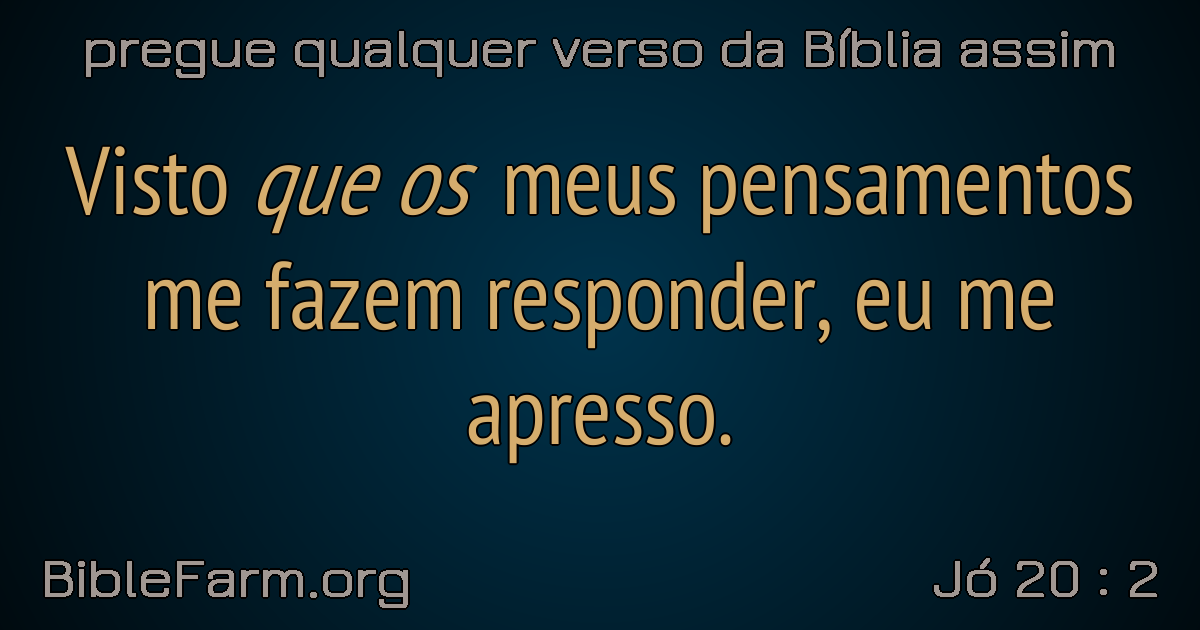 pregue qualquer verso da Bíblia assim
Visto que os meus pensamentos
me fazem responder, eu me
apresso.
BibleFarm.org
Jó 20 : 2